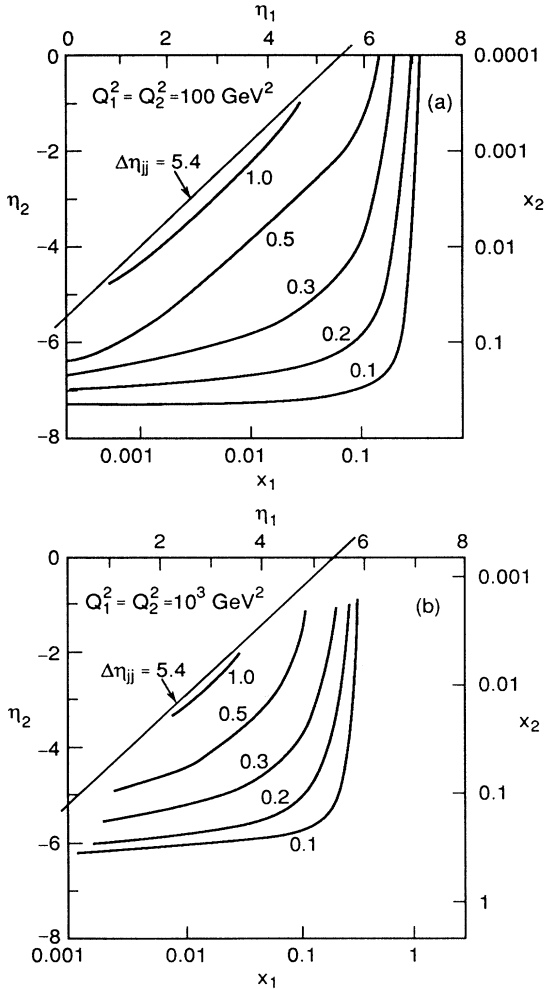 η₁
0 2 4 6 8
0 0.0001
Q₁² = Q₂² = 100 GeV²
(a)
−2 0.001
Δη_jj = 5.4
1.0
η₂ x₂
0.5
−4 0.01
0.3
0.2
−6 0.1
0.1
−8
0.001 0.01 0.1
x₁
η₁
2 4 6 8
0 0.001
Q₁² = Q₂² = 10³ GeV²
(b)
−2
Δη_jj = 5.4
1.0
0.01
η₂ x₂
0.5
−4
0.3
0.1
0.2
−6
0.1
1
−8
0.001 0.01 0.1 1
x₁